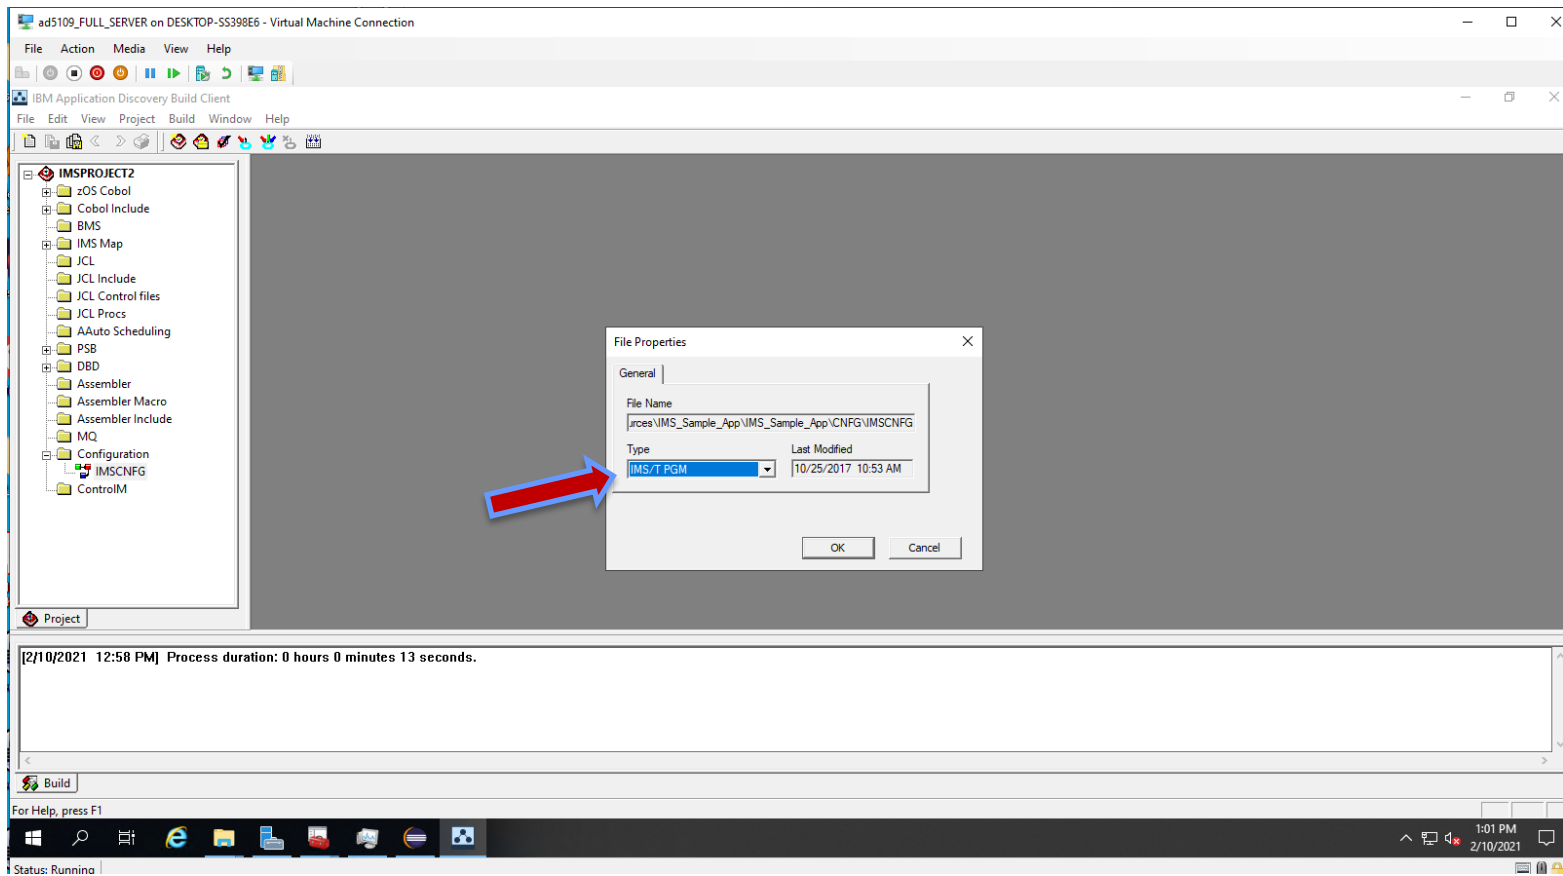 ad5109_FULL_SERVER on DESKTOP-SS398E6 - Virtual Machine Connection
File Action Media View Help
IBM Application Discovery Build Client
File Edit View Project Build Window Help
IMSPROJECT2
zOS Cobol
Cobol Include
BMS
IMS Map
JCL
JCL Include
JCL Control files
JCL Procs
AAuto Scheduling
PSB
DBD
Assembler
Assembler Macro
Assembler Include
MQ
Configuration
IMSCNFG
ControlM
Project
File Properties
General
File Name
urces\IMS_Sample_App\IMS_Sample_App\CNFG\IMSCNFG
Type Last Modified
IMS/T PGM 10/25/2017 10:53 AM
OK Cancel
[2/10/2021 12:58 PM] Process duration: 0 hours 0 minutes 13 seconds.
Build
For Help, press F1
1:01 PM
2/10/2021
Status: Running